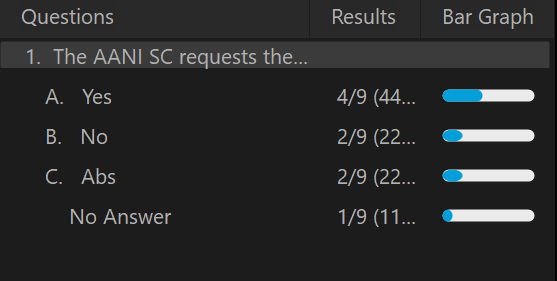 Questions Results Bar Graph
1. The AANI SC requests the...
A. Yes 4/9 (44...
B. No 2/9 (22...
C. Abs 2/9 (22...
No Answer 1/9 (11...